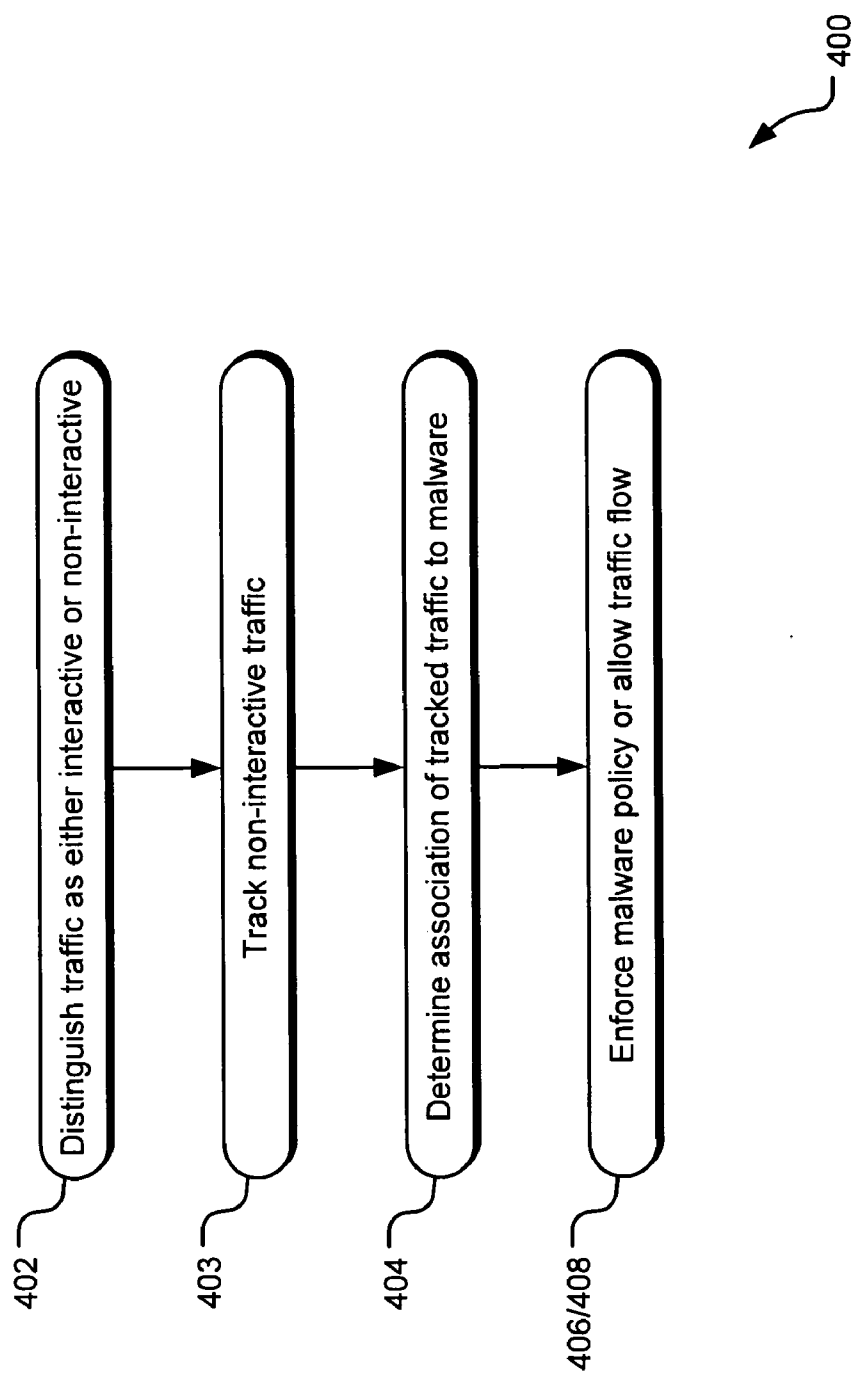 402
Distinguish traffic as either interactive or non-interactive
403
Track non-interactive traffic
404
Determine association of tracked traffic to malware
406/408
Enforce malware policy or allow traffic flow
400